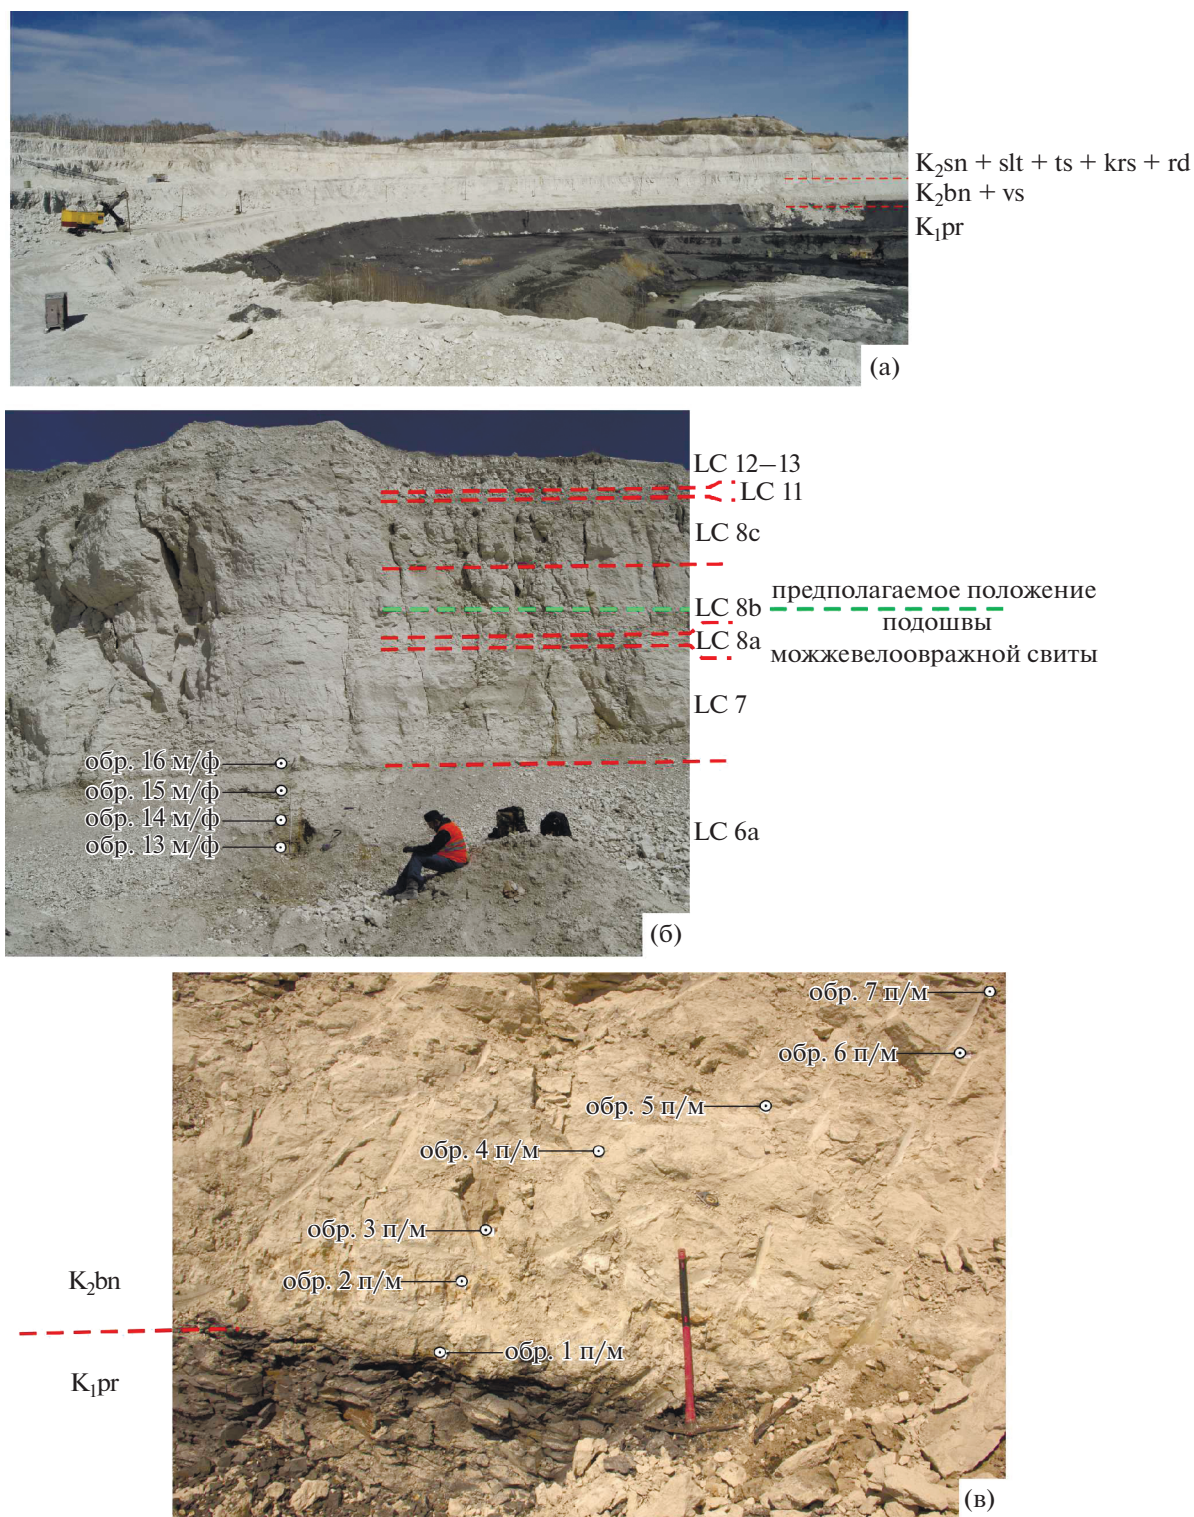 K₂sn + slt + ts + krs + rd
K₂bn + vs
K₁pr
(а)
LC 12–13
LC 11
LC 8c
LC 8b
предполагаемое положение
подошвы
LC 8a
можжевелоовражной свиты
LC 7
обр. 16 м/ф
обр. 15 м/ф
обр. 14 м/ф
обр. 13 м/ф
LC 6a
(б)
обр. 7 п/м
обр. 6 п/м
обр. 5 п/м
обр. 4 п/м
обр. 3 п/м
обр. 2 п/м
K₂bn
обр. 1 п/м
K₁pr
(в)